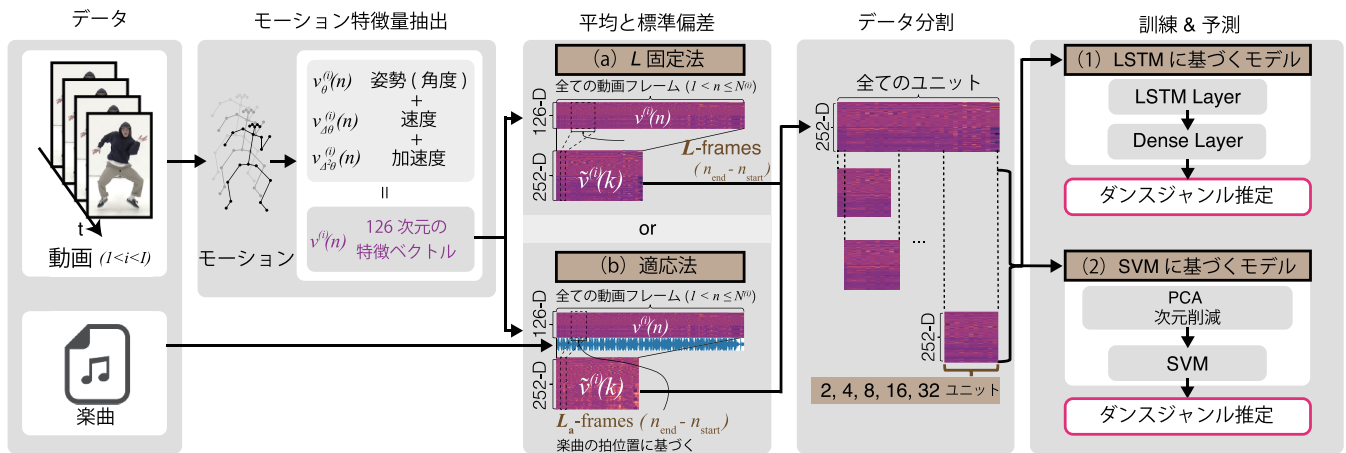 データ
動画 (1<i<I)
t
楽曲
モーション特徴量抽出
モーション
v_θ^(i)(n) 姿勢(角度)
+
v_Δθ^(i)(n) 速度
+
v_Δ²θ^(i)(n) 加速度
=
v^(i)(n) 126 次元の
特徴ベクトル
平均と標準偏差
(a) L 固定法
全ての動画フレーム (1 < n ≤ N^(i))
126-D
v^(i)(n)
252-D
ṽ^(i)(k)
L-frames
( n_end - n_start )
or
(b) 適応法
全ての動画フレーム (1 < n ≤ N^(i))
126-D
v^(i)(n)
252-D
ṽ^(i)(k)
L_a-frames ( n_end - n_start )
楽曲の拍位置に基づく
データ分割
全てのユニット
252-D
...
252-D
2, 4, 8, 16, 32 ユニット
訓練 & 予測
(1) LSTM に基づくモデル
LSTM Layer
Dense Layer
ダンスジャンル推定
(2) SVM に基づくモデル
PCA
次元削減
SVM
ダンスジャンル推定